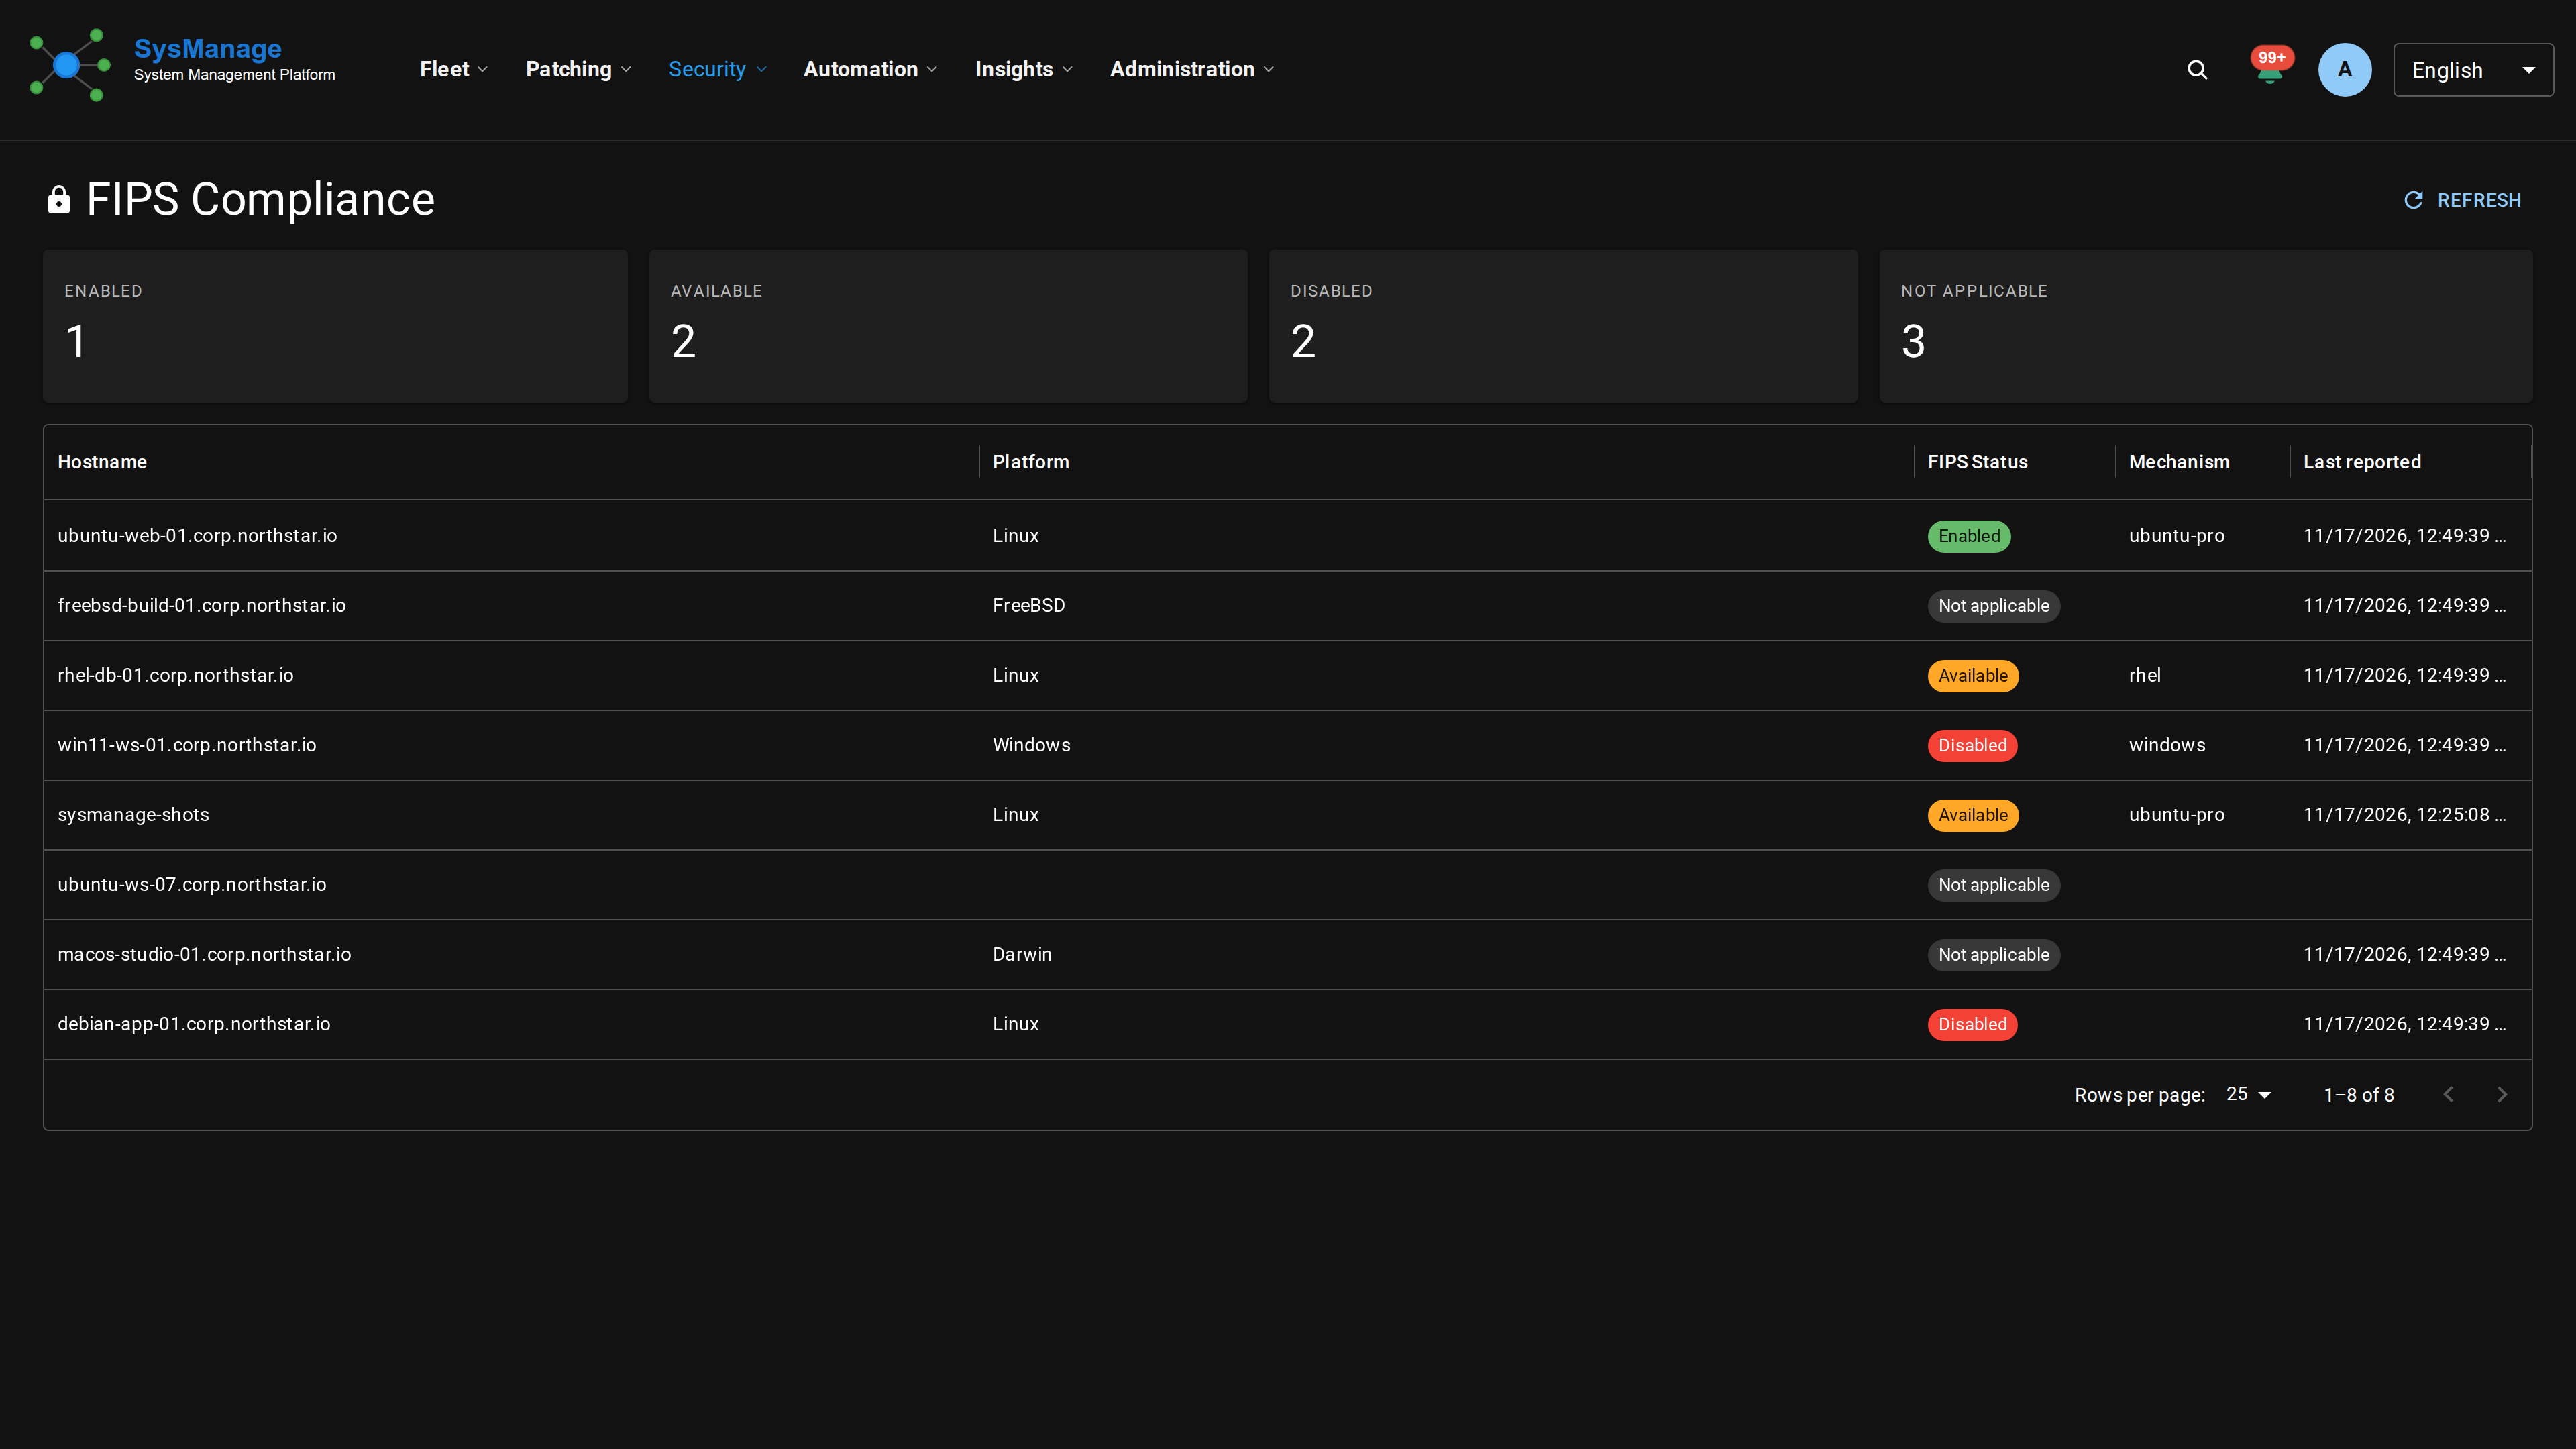 SysManage
System Management Platform
Fleet Patching Security Automation Insights Administration
99+
A
English
FIPS Compliance
REFRESH
ENABLED
1
AVAILABLE
2
DISABLED
2
NOT APPLICABLE
3
Hostname Platform FIPS Status Mechanism Last reported
ubuntu-web-01.corp.northstar.io Linux Enabled ubuntu-pro 11/17/2026, 12:49:39 ...
freebsd-build-01.corp.northstar.io FreeBSD Not applicable 11/17/2026, 12:49:39 ...
rhel-db-01.corp.northstar.io Linux Available rhel 11/17/2026, 12:49:39 ...
win11-ws-01.corp.northstar.io Windows Disabled windows 11/17/2026, 12:49:39 ...
sysmanage-shots Linux Available ubuntu-pro 11/17/2026, 12:25:08 ...
ubuntu-ws-07.corp.northstar.io Not applicable
macos-studio-01.corp.northstar.io Darwin Not applicable 11/17/2026, 12:49:39 ...
debian-app-01.corp.northstar.io Linux Disabled 11/17/2026, 12:49:39 ...
Rows per page: 25 1–8 of 8